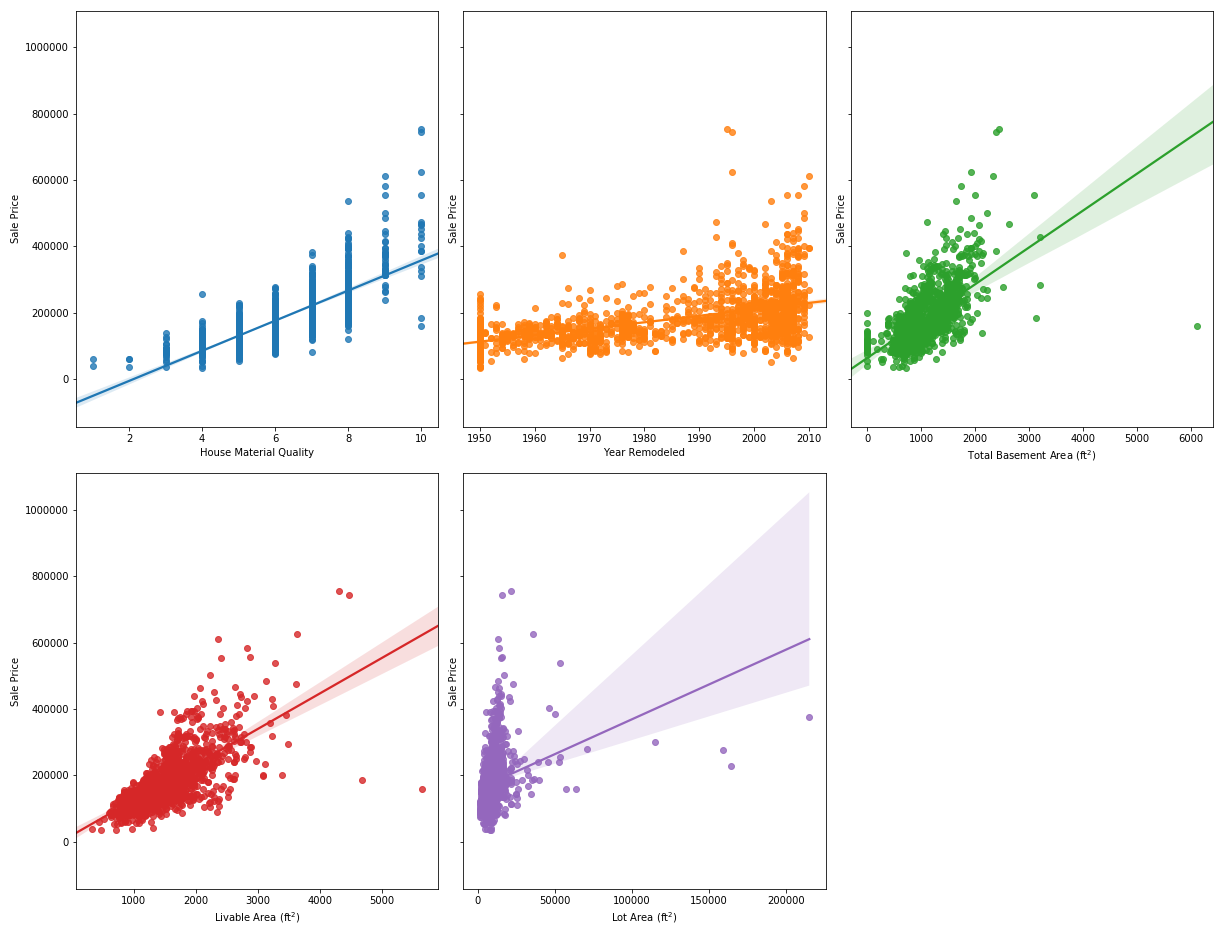 1000000
800000
600000
400000
200000
0
Sale Price
2 4 6 8 10
House Material Quality
Sale Price
1950 1960 1970 1980 1990 2000 2010
Year Remodeled
Sale Price
0 1000 2000 3000 4000 5000 6000
Total Basement Area (ft²)
1000000
800000
600000
400000
200000
0
Sale Price
1000 2000 3000 4000 5000
Livable Area (ft²)
Sale Price
0 50000 100000 150000 200000
Lot Area (ft²)